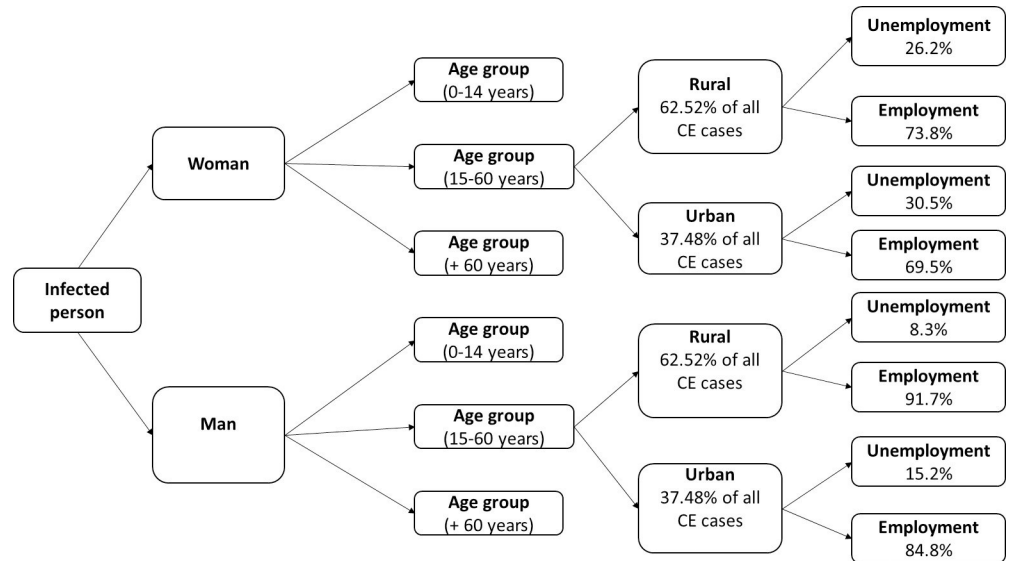 Infected
person
Woman
Man
Age group
(0-14 years)
Age group
(15-60 years)
Age group
(+ 60 years)
Age group
(0-14 years)
Age group
(15-60 years)
Age group
(+ 60 years)
Rural
62.52% of all
CE cases
Urban
37.48% of all
CE cases
Rural
62.52% of all
CE cases
Urban
37.48% of all
CE cases
Unemployment
26.2%
Employment
73.8%
Unemployment
30.5%
Employment
69.5%
Unemployment
8.3%
Employment
91.7%
Unemployment
15.2%
Employment
84.8%